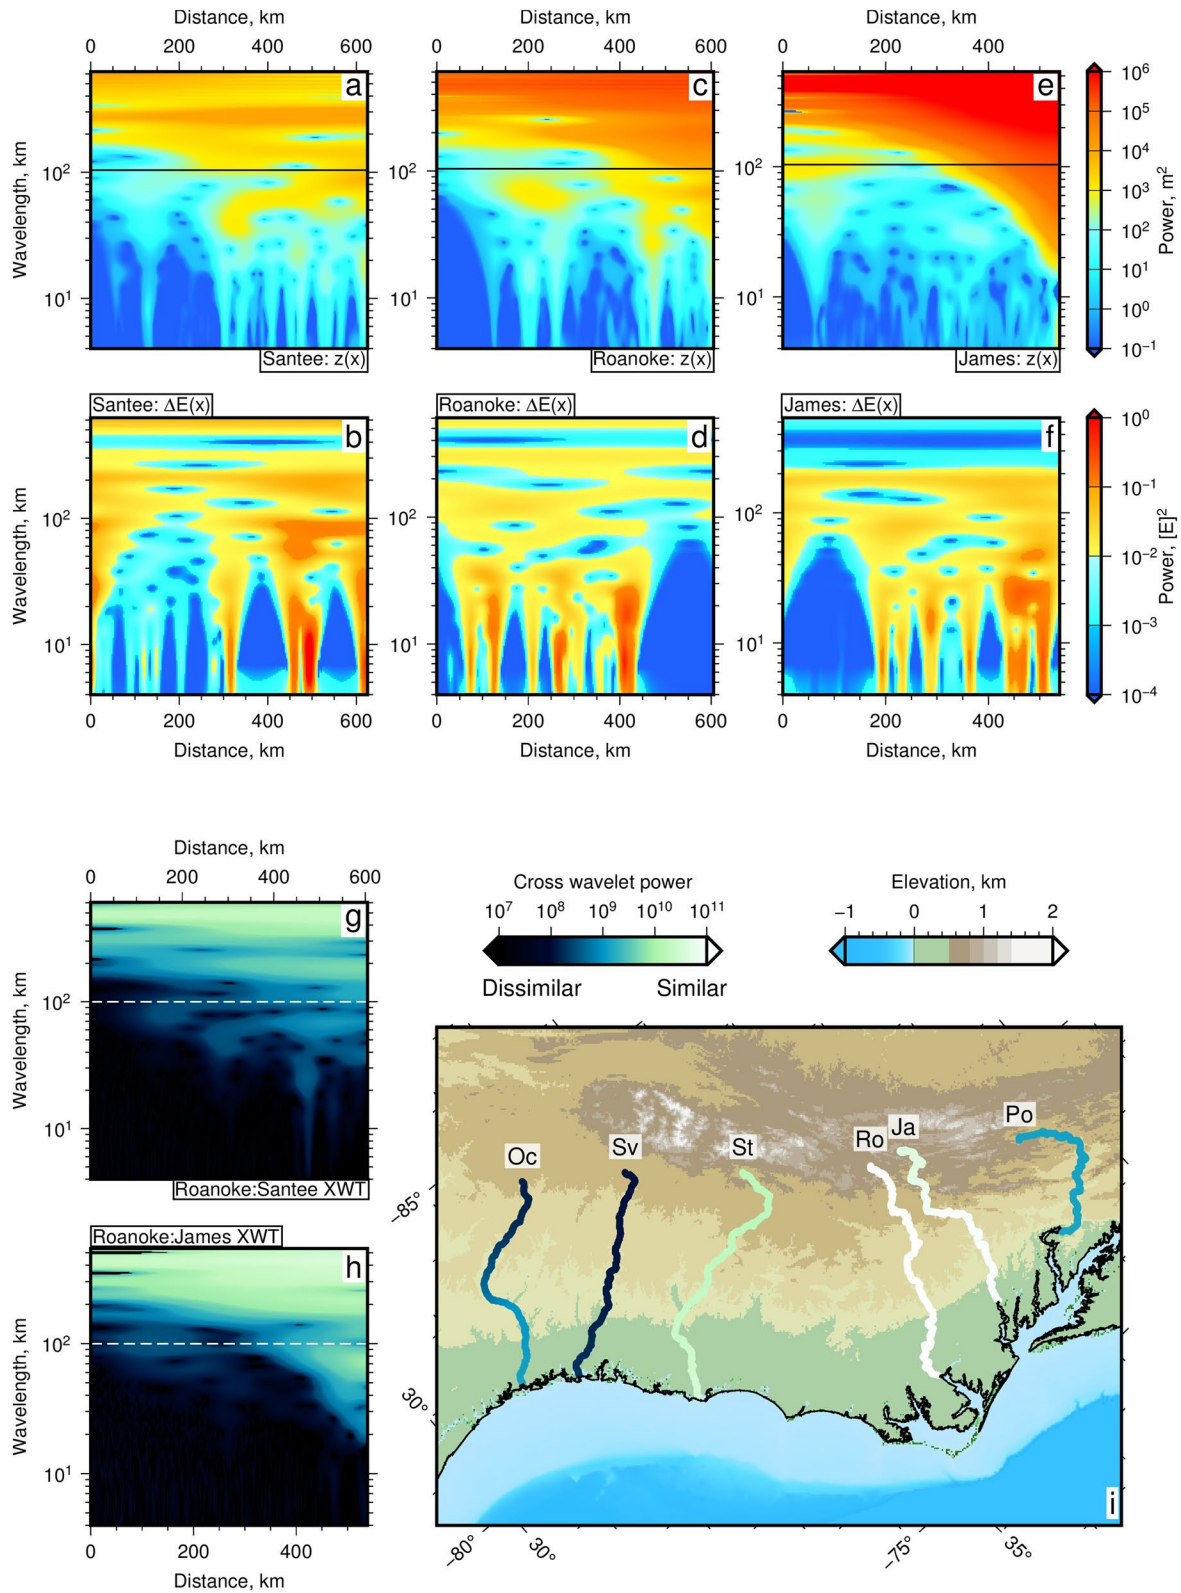 Distance, km
Distance, km
Distance, km
0 200 400 600
0 200 400 600
0 200 400
Wavelength, km
10²
10¹
a
Santee: z(x)
10²
10¹
c
Roanoke: z(x)
10²
10¹
e
James: z(x)
10⁶
10⁵
10⁴
10³
10²
10¹
10⁰
10⁻¹
Power, m²
Santee: ΔE(x)
Roanoke: ΔE(x)
James: ΔE(x)
Wavelength, km
10²
10¹
b
10²
10¹
d
10²
10¹
f
10⁰
10⁻¹
10⁻²
10⁻³
10⁻⁴
Power, [E]²
0 200 400 600
0 200 400 600
0 200 400
Distance, km
Distance, km
Distance, km
Distance, km
0 200 400 600
Wavelength, km
10²
10¹
g
Roanoke:Santee XWT
Roanoke:James XWT
Wavelength, km
10²
10¹
h
0 200 400
Distance, km
Cross wavelet power
10⁷ 10⁸ 10⁹ 10¹⁰ 10¹¹
Dissimilar Similar
Elevation, km
−1 0 1 2
Oc
Sv
St
Ro
Ja
Po
i
−85°
30°
−80°
30°
−75°
35°